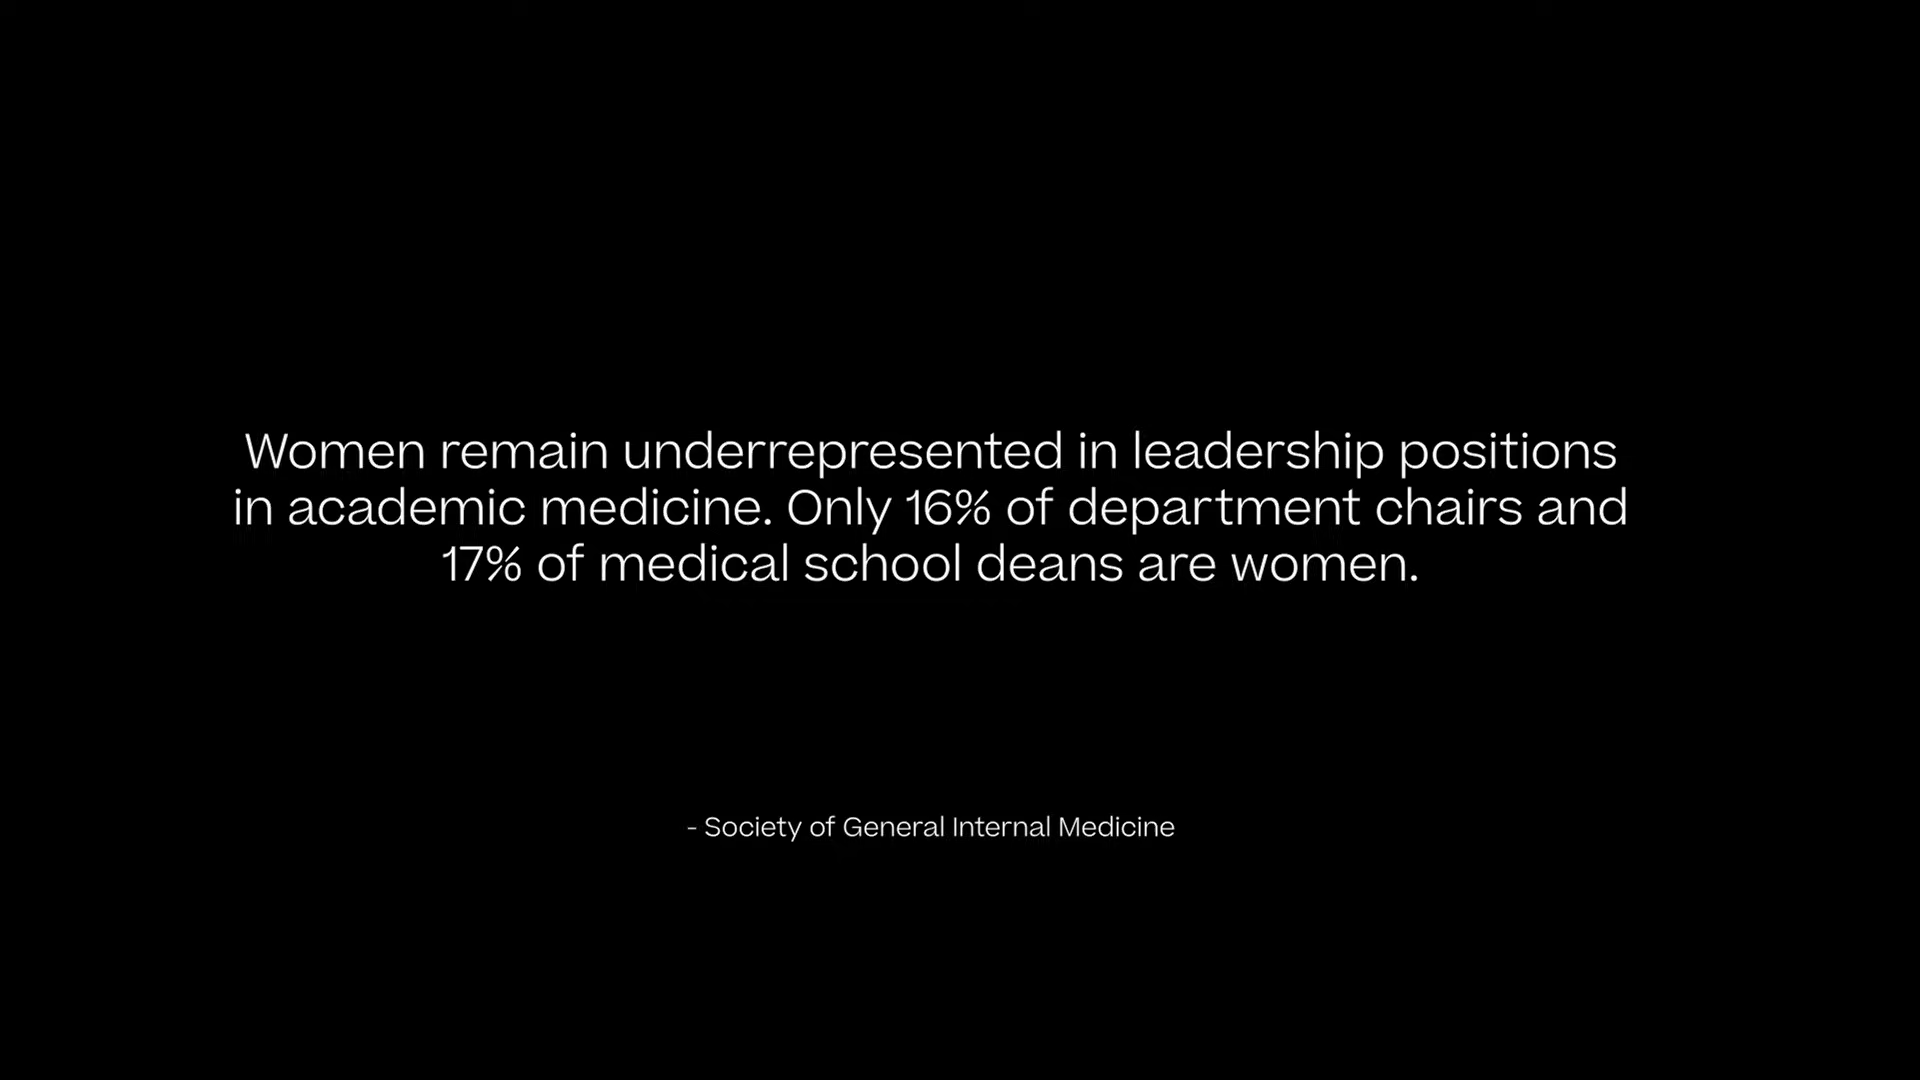 Women remain underrepresented in leadership positions
in academic medicine. Only 16% of department chairs and
17% of medical school deans are women.
- Society of General Internal Medicine